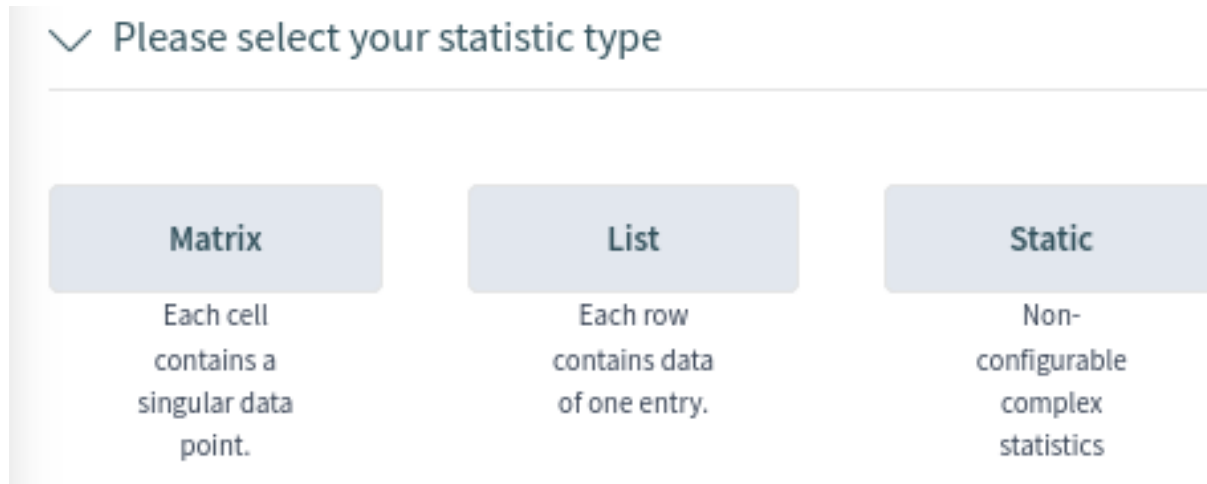 Please select your statistic type
Matrix
Each cell
contains a
singular data
point.
List
Each row
contains data
of one entry.
Static
Non-
configurable
complex
statistics